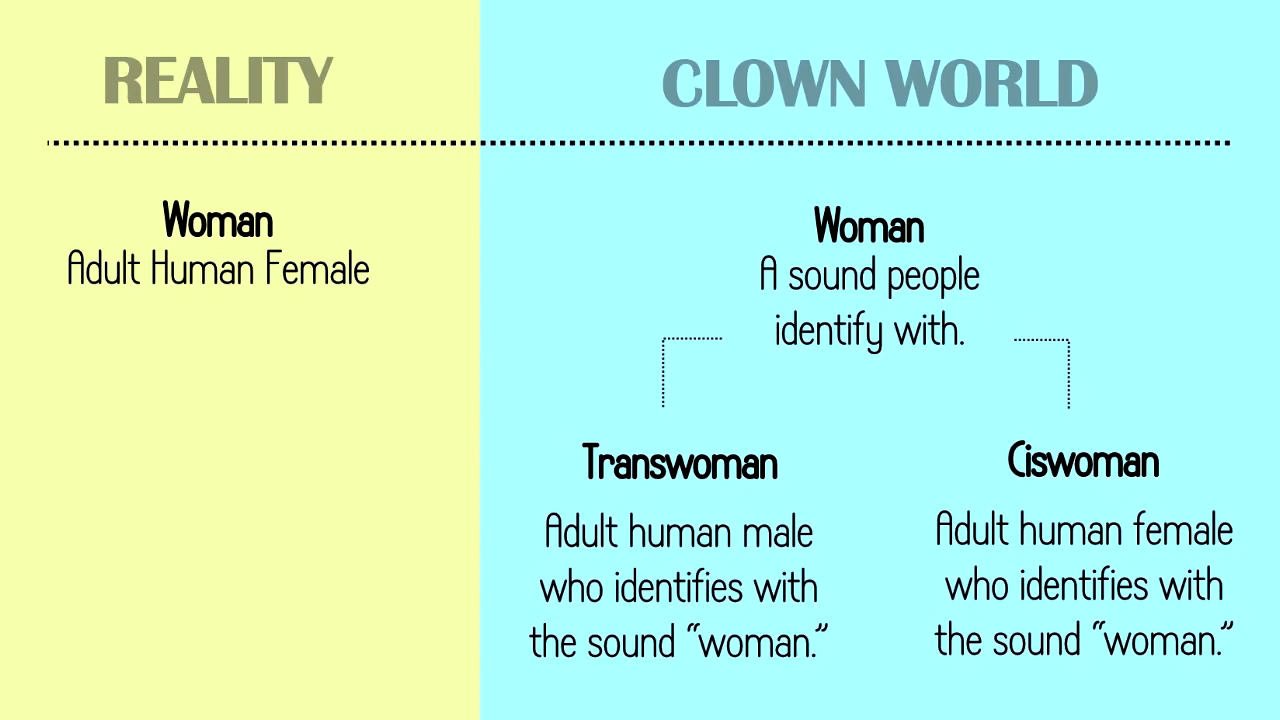 REALITY
CLOWN WORLD
Woman
Adult Human Female
Woman
A sound people
identify with.
Transwoman
Adult human male
who identifies with
the sound “woman.”
Ciswoman
Adult human female
who identifies with
the sound “woman.”